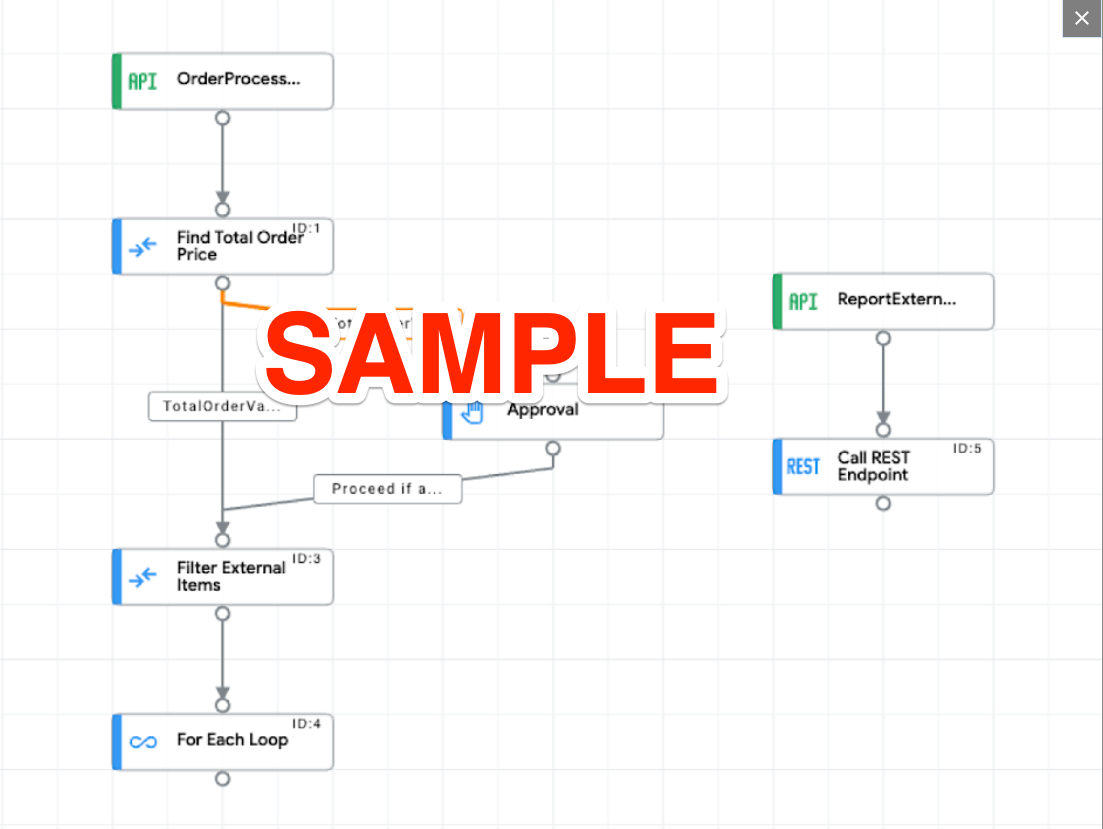 API OrderProcess...
ID:1
Find Total Order
Price
API ReportExtern...
SAMPLE
TotalOrderVa...
Approval
Proceed if a...
ID:5
REST Call REST
Endpoint
ID:3
Filter External
Items
ID:4
For Each Loop